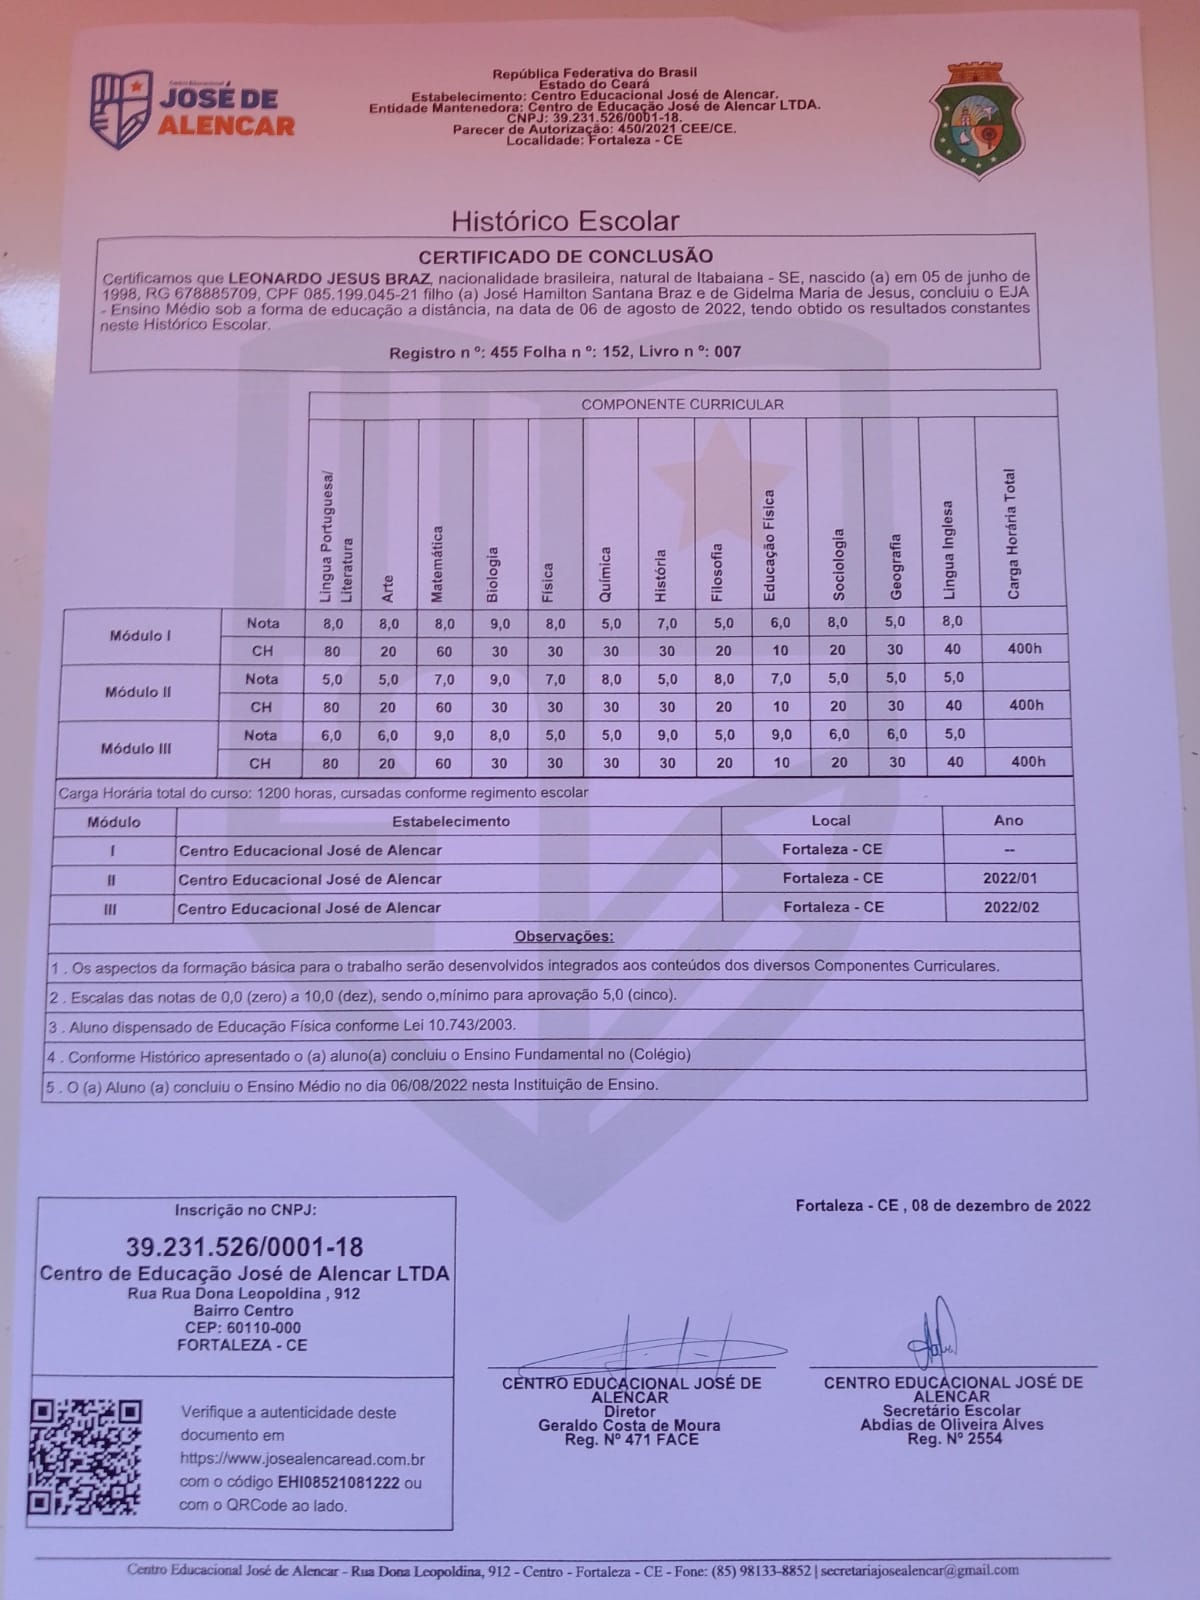 Centro Educacional
JOSÉ DE
ALENCAR
República Federativa do Brasil
Estado do Ceará
Estabelecimento: Centro Educacional José de Alencar.
Entidade Mantenedora: Centro de Educação José de Alencar LTDA.
CNPJ: 39.231.526/0001-18.
Parecer de Autorização: 450/2021 CEE/CE.
Localidade: Fortaleza - CE
Histórico Escolar
CERTIFICADO DE CONCLUSÃO
Certificamos que LEONARDO JESUS BRAZ, nacionalidade brasileira, natural de Itabaiana - SE, nascido (a) em 05 de junho de
1998, RG 678885709, CPF 085.199.045-21 filho (a) José Hamilton Santana Braz e de Gidelma Maria de Jesus, concluiu o EJA
- Ensino Médio sob a forma de educação a distância, na data de 06 de agosto de 2022, tendo obtido os resultados constantes
neste Histórico Escolar.
Registro n º: 455 Folha n º: 152, Livro n º: 007
COMPONENTE CURRICULAR
Lingua Portuguesa/
Literatura
Arte
Matemática
Biologia
Física
Química
História
Filosofia
Educação Física
Sociologia
Geografia
Lingua Inglesa
Carga Horária Total
Módulo I
Nota 8,0 8,0 8,0 9,0 8,0 5,0 7,0 5,0 6,0 8,0 5,0 8,0
CH 80 20 60 30 30 30 30 20 10 20 30 40 400h
Módulo II
Nota 5,0 5,0 7,0 9,0 7,0 8,0 5,0 8,0 7,0 5,0 5,0 5,0
CH 80 20 60 30 30 30 30 20 10 20 30 40 400h
Módulo III
Nota 6,0 6,0 9,0 8,0 5,0 5,0 9,0 5,0 9,0 6,0 6,0 5,0
CH 80 20 60 30 30 30 30 20 10 20 30 40 400h
Carga Horária total do curso: 1200 horas, cursadas conforme regimento escolar
Módulo Estabelecimento Local Ano
I Centro Educacional José de Alencar Fortaleza - CE --
II Centro Educacional José de Alencar Fortaleza - CE 2022/01
III Centro Educacional José de Alencar Fortaleza - CE 2022/02
Observações:
1 . Os aspectos da formação básica para o trabalho serão desenvolvidos integrados aos conteúdos dos diversos Componentes Curriculares.
2 . Escalas das notas de 0,0 (zero) a 10,0 (dez), sendo o,mínimo para aprovação 5,0 (cinco).
3 . Aluno dispensado de Educação Física conforme Lei 10.743/2003.
4 . Conforme Histórico apresentado o (a) aluno(a) concluiu o Ensino Fundamental no (Colégio)
5 . O (a) Aluno (a) concluiu o Ensino Médio no dia 06/08/2022 nesta Instituição de Ensino.
Fortaleza - CE , 08 de dezembro de 2022
Inscrição no CNPJ:
39.231.526/0001-18
Centro de Educação José de Alencar LTDA
Rua Rua Dona Leopoldina , 912
Bairro Centro
CEP: 60110-000
FORTALEZA - CE
CENTRO EDUCACIONAL JOSÉ DE
ALENCAR
Diretor
Geraldo Costa de Moura
Reg. Nº 471 FACE
CENTRO EDUCACIONAL JOSÉ DE
ALENCAR
Secretário Escolar
Abdias de Oliveira Alves
Reg. Nº 2554
Verifique a autenticidade deste
documento em
https://www.josealencaread.com.br
com o código EHI08521081222 ou
com o QRCode ao lado.
Centro Educacional José de Alencar - Rua Dona Leopoldina, 912 - Centro - Fortaleza - CE - Fone: (85) 98133-8852 | secretariajosealencar@gmail.com